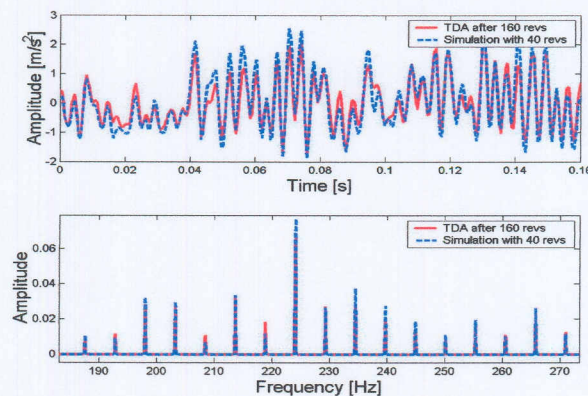 3
2
1
0
-1
-2
Amplitude [m/s²]
TDA after 160 revs
Simulation with 40 revs
0 0.02 0.04 0.06 0.08 0.10 0.12 0.14 0.16
Time [s]
0.06
0.04
0.02
0
Amplitude
TDA after 160 revs
Simulation with 40 revs
190 200 210 220 230 240 250 260 270
Frequency [Hz]